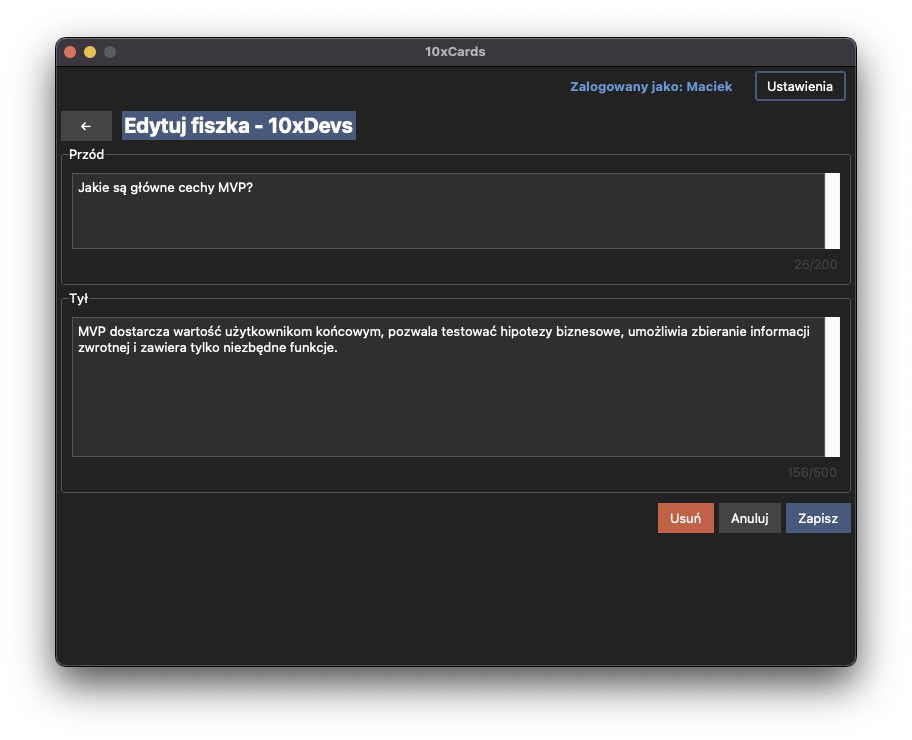 10xCards
Zalogowany jako: Maciek
Ustawienia
← Edytuj fiszka - 10xDevs
Przód
Jakie są główne cechy MVP?
26/200
Tył
MVP dostarcza wartość użytkownikom końcowym, pozwala testować hipotezy biznesowe, umożliwia zbieranie informacji
zwrotnej i zawiera tylko niezbędne funkcje.
156/500
Usuń
Anuluj
Zapisz